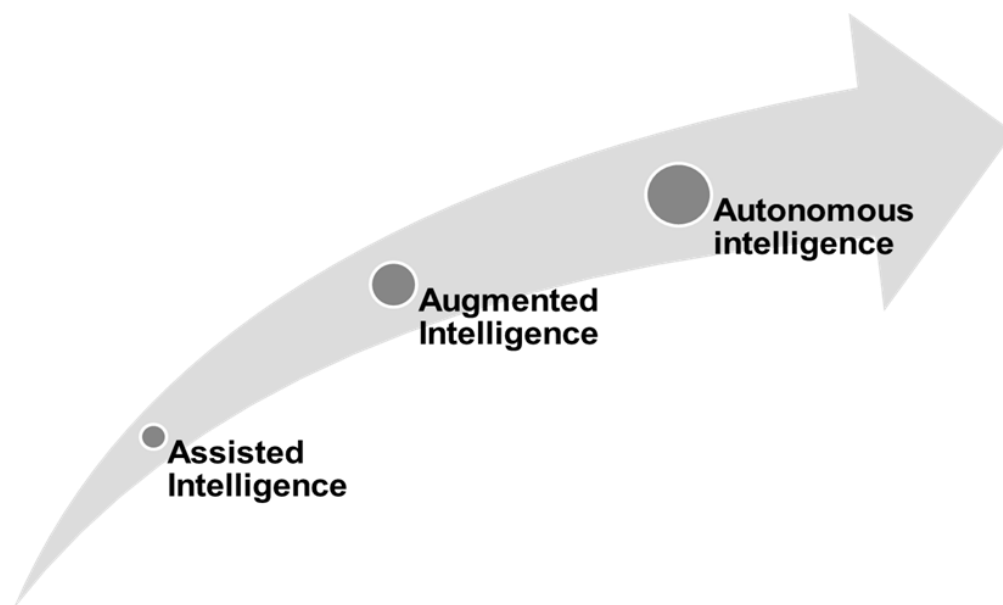 Autonomous
intelligence
Augmented
Intelligence
Assisted
Intelligence